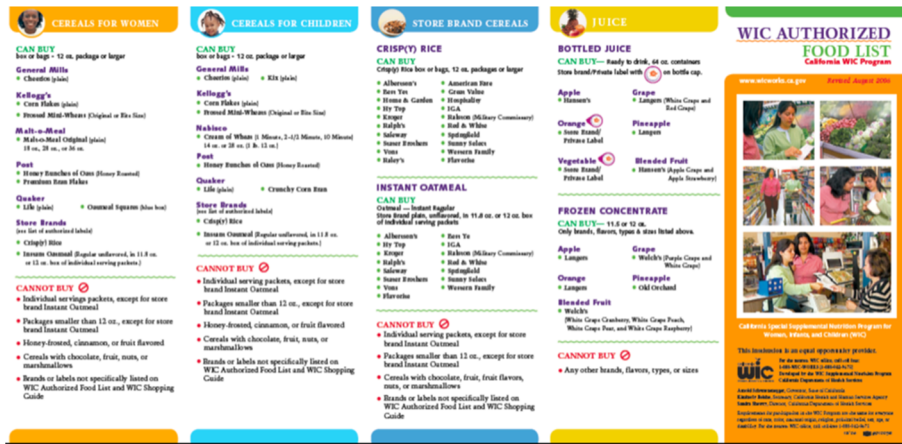 CEREALS FOR WOMEN
CAN BUY
box or bags - 12 oz. package or larger
General Mills
Cheerios (plain)
Kellogg's
Corn Flakes (plain)
Frosted Mini-Wheats (Original or Bite Size)
Malt-o-Meal
Malt-o-Meal Original (plain)
18 oz., 28 oz., or 36 oz.
Post
Honey Bunches of Oats (Honey Roasted)
Premium Bran Flakes
Quaker
Life (plain)
Oatmeal Squares (blue box)
Store Brands
(see list of authorized labels)
Crisp(y) Rice
Instant Oatmeal (Regular unflavored, in 11.8 oz.
or 12 oz. box of individual serving packets.)
CANNOT BUY
Individual servings packets, except for store
brand Instant Oatmeal
Packages smaller than 12 oz., except for store
brand Instant Oatmeal
Honey-frosted, cinnamon, or fruit flavored
Cereals with chocolate, fruit, nuts, or
marshmallows
Brands or labels not specifically listed on
WIC Authorized Food List and WIC Shopping
Guide
CEREALS FOR CHILDREN
CAN BUY
box or bags - 12 oz. package or larger
General Mills
Cheerios (plain)
Kix (plain)
Kellogg's
Corn Flakes (plain)
Frosted Mini-Wheats (Original or Bite Size)
Nabisco
Cream of Wheat (1 Minute, 2-1/2 Minute, 10 Minute)
14 oz. or 28 oz. (1 lb. 12 oz.)
Post
Honey Bunches of Oats (Honey Roasted)
Quaker
Life (plain)
Crunchy Corn Bran
Store Brands
(see list of authorized labels)
Crisp(y) Rice
Instant Oatmeal (Regular unflavored, in 11.8 oz.
or 12 oz. box of individual serving packets.)
CANNOT BUY
Individual serving packets, except for store
brand Instant Oatmeal
Packages smaller than 12 oz., except for store
brand Instant Oatmeal
Honey-frosted, cinnamon, or fruit flavored
Cereals with chocolate, fruit, nuts, or
marshmallows
Brands or labels not specifically listed on
WIC Authorized Food List and WIC Shopping
Guide
STORE BRAND CEREALS
CRISP(Y) RICE
CAN BUY
Crisp(y) Rice box or bags, 12 oz. packages or larger
Albertson's
American Fare
Best Yet
Grass Valley
Home & Garden
Hospitality
Hy Top
IGA
Kroger
Raleon (Military Commissary)
Ralph's
Red & White
Safeway
Springfield
Stater Brothers
Sunny Select
Vons
Western Family
Raley's
Flavorite
INSTANT OATMEAL
CAN BUY
Oatmeal — Instant Regular
Store Brand plain, unflavored, in 11.8 oz. or 12 oz. box
of individual serving packets
Albertson's
Best Yet
Hy Top
IGA
Kroger
Raleon (Military Commissary)
Ralph's
Red & White
Safeway
Springfield
Stater Brothers
Sunny Select
Vons
Western Family
Flavorite
CANNOT BUY
Individual serving packets, except for store
brand Instant Oatmeal
Packages smaller than 12 oz., except for store
brand Instant Oatmeal
Cereals with chocolate, fruit, fruit flavors,
nuts, or marshmallows
Brands or labels not specifically listed on
WIC Authorized Food List and WIC Shopping
Guide
JUICE
BOTTLED JUICE
CAN BUY— Ready to drink, 64 oz. containers
Store brand/Private label with on bottle cap.
Apple
Hansen's
Grape
Langers (White Grape and
Red Grape)
Orange
Store Brand/
Private Label
Pineapple
Langers
Vegetable
Store Brand/
Private Label
Blended Fruit
Hansen's (Apple Grape and
Apple Strawberry)
FROZEN CONCENTRATE
CAN BUY— 11.5 or 12 oz.
Only brands, flavors, types & sizes listed above.
Apple
Langers
Grape
Welch's (Purple Grape and
White Grape)
Orange
Langers
Pineapple
Old Orchard
Blended Fruit
Welch's
(White Grape Cranberry, White Grape Peach,
White Grape Pear, and White Grape Raspberry)
CANNOT BUY
Any other brands, flavors, types, or sizes
WIC AUTHORIZED
FOOD LIST
California WIC Program
www.wicworks.ca.gov
Revised August 2006
California Special Supplemental Nutrition Program for
Women, Infants, and Children (WIC)
This institution is an equal opportunity provider.
WIC